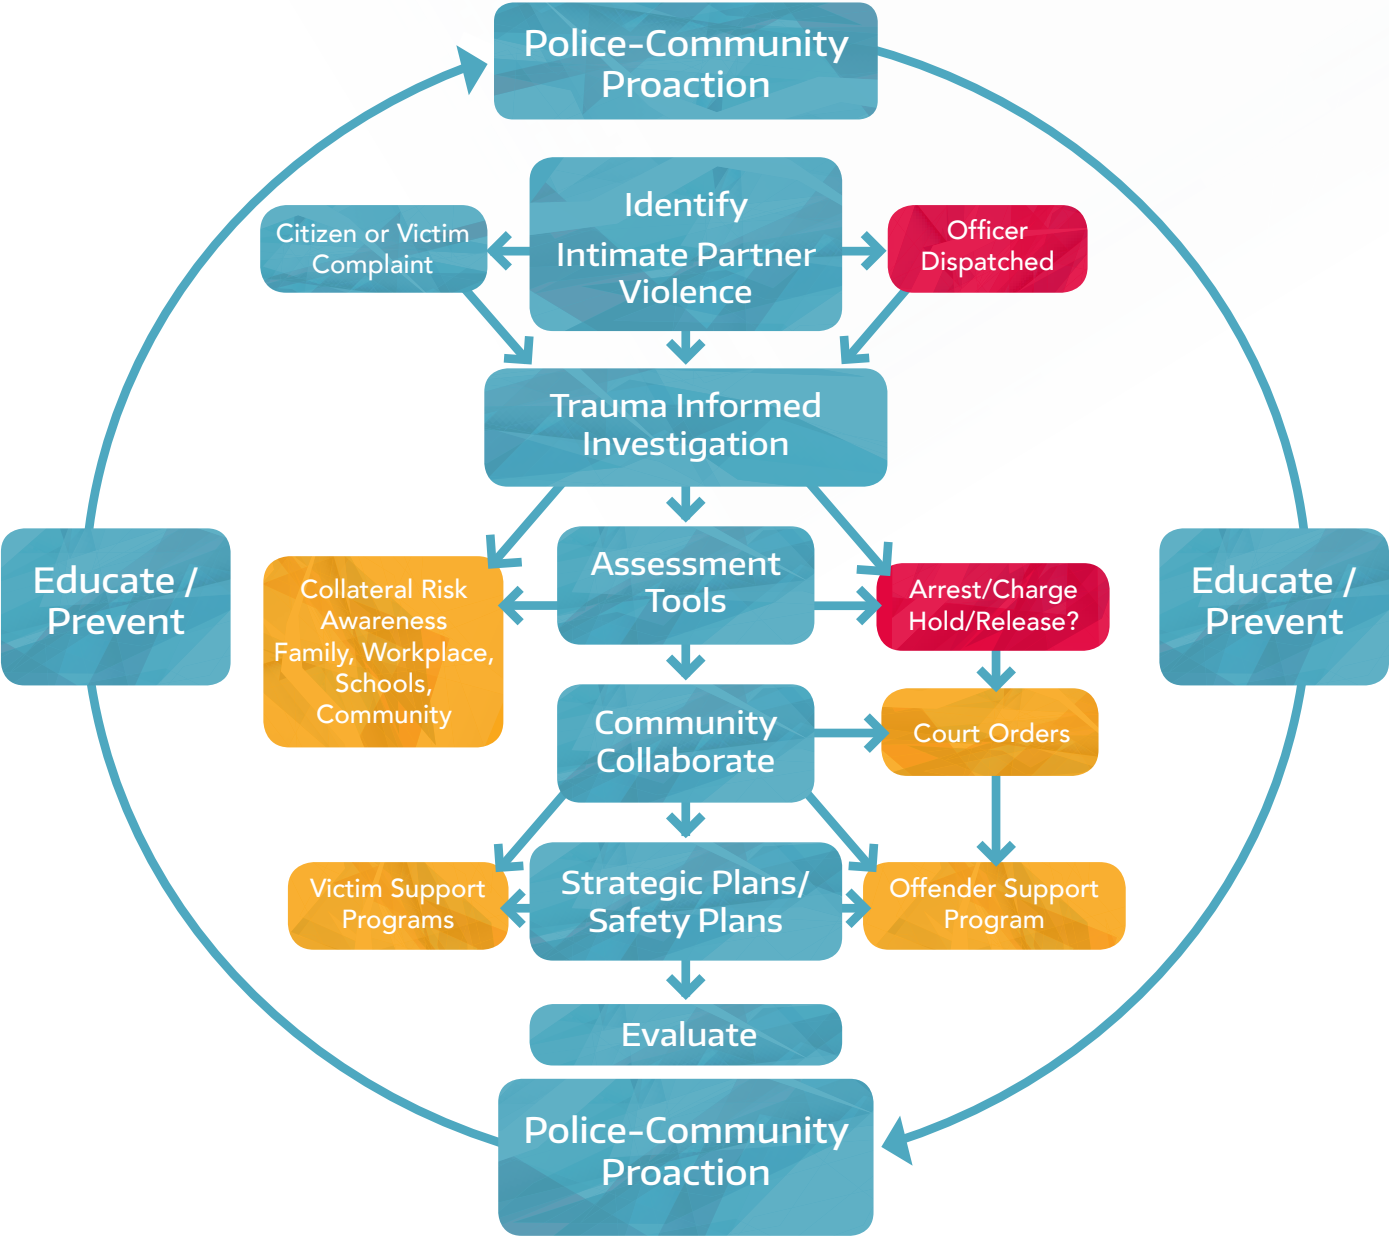 Police-Community
Proaction
Identify
Intimate Partner
Violence
Citizen or Victim
Complaint
Officer
Dispatched
Trauma Informed
Investigation
Educate /
Prevent
Collateral Risk
Awareness
Family, Workplace,
Schools,
Community
Assessment
Tools
Arrest/Charge
Hold/Release?
Educate /
Prevent
Community
Collaborate
Court Orders
Victim Support
Programs
Strategic Plans/
Safety Plans
Offender Support
Program
Evaluate
Police-Community
Proaction